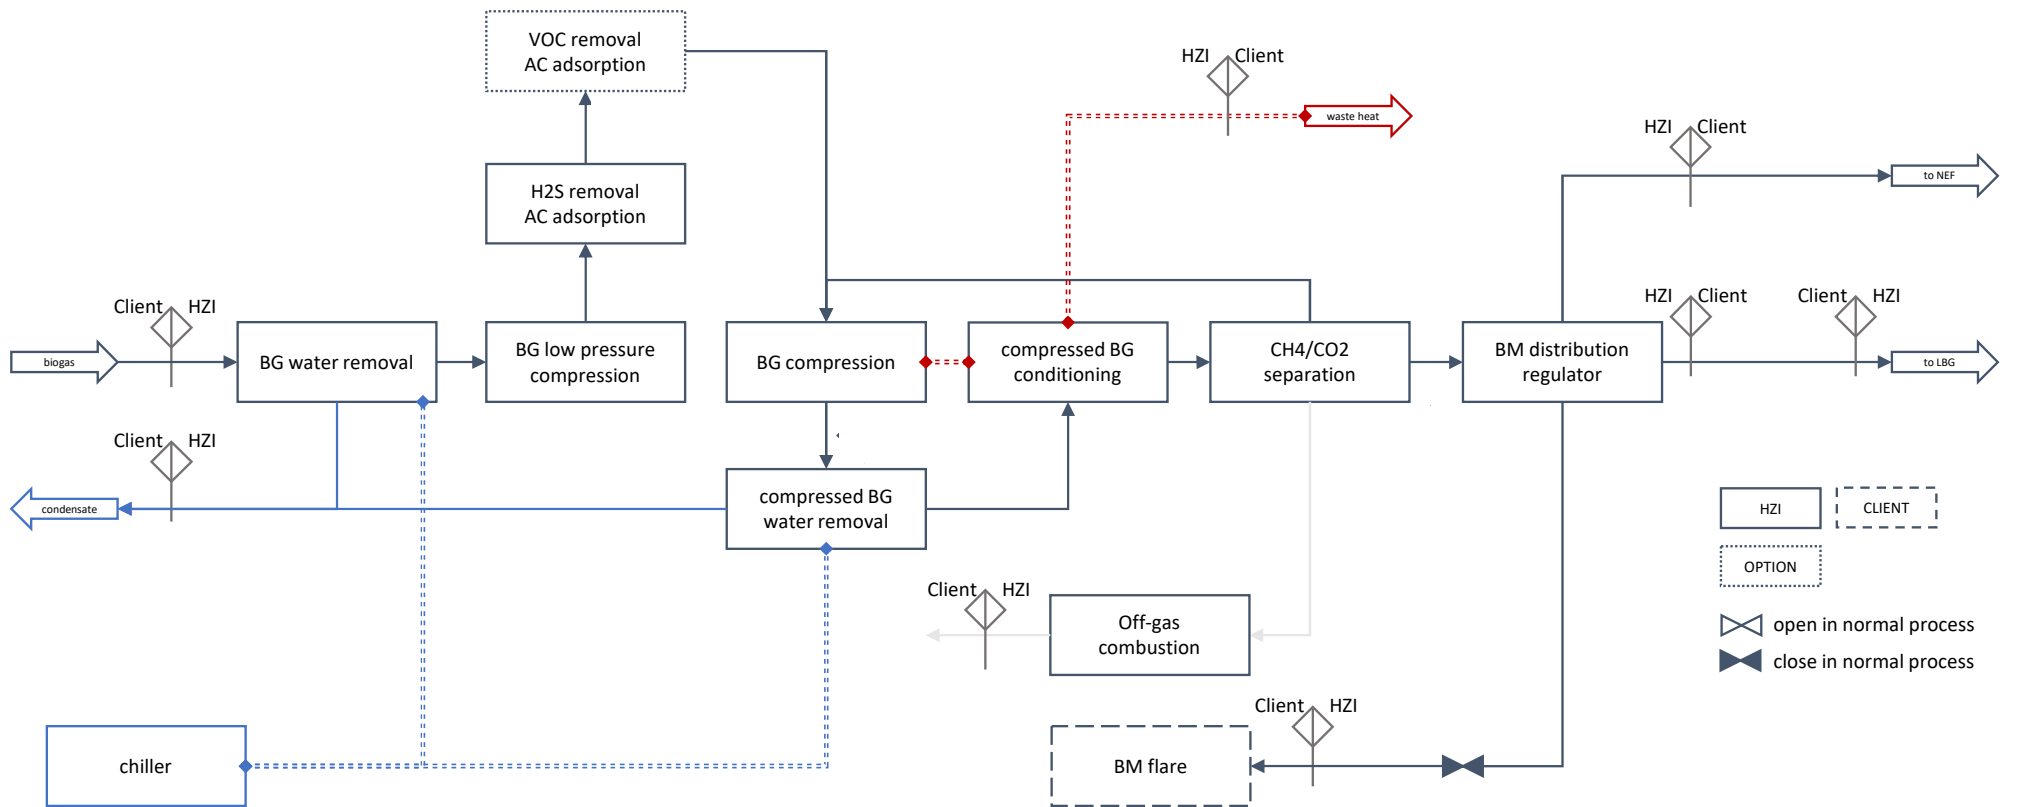 VOC removal
AC adsorption
HZI Client
waste heat
HZI Client
to NEF
H2S removal
AC adsorption
Client HZI
biogas
BG water removal
BG low pressure
compression
BG compression
compressed BG
conditioning
CH4/CO2
separation
BM distribution
regulator
HZI Client
Client HZI
to LBG
Client HZI
condensate
compressed BG
water removal
HZI
CLIENT
OPTION
Client HZI
Off-gas
combustion
open in normal process
close in normal process
chiller
Client HZI
BM flare